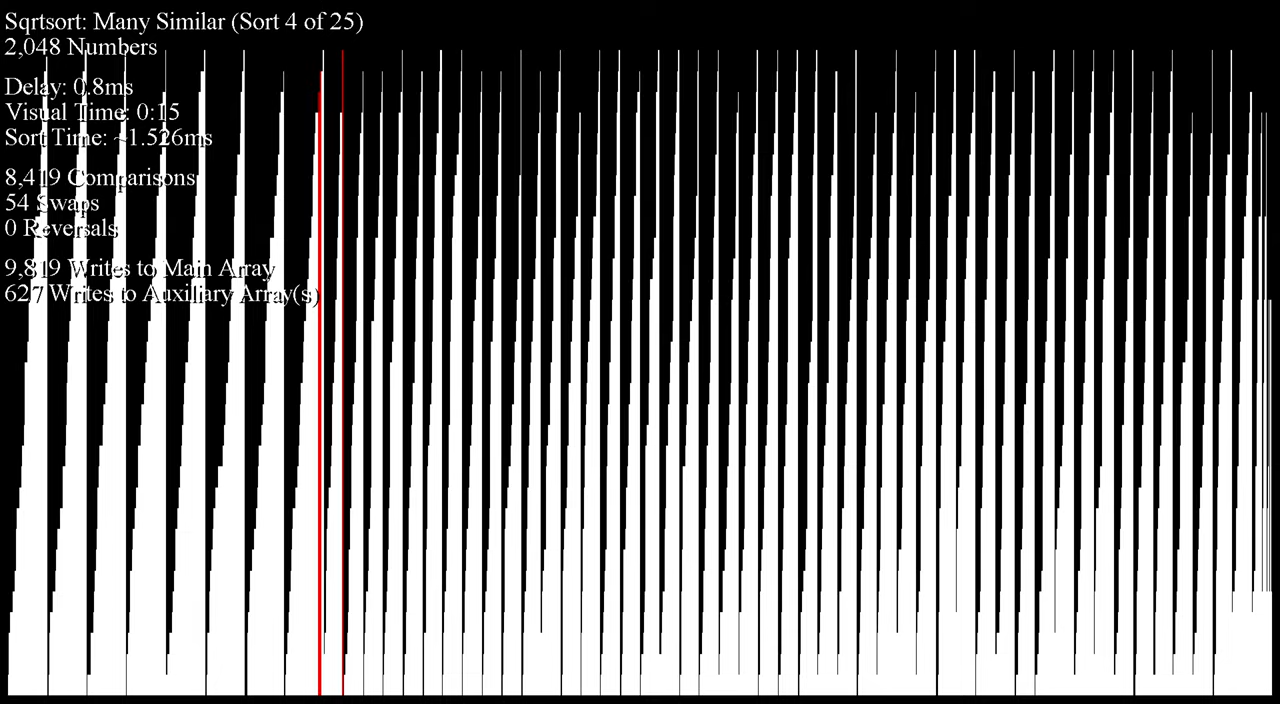 Sqrtsort: Many Similar (Sort 4 of 25)
2,048 Numbers
Delay: 0.8ms
Visual Time: 0:15
Sort Time: ~1.526ms
8,419 Comparisons
54 Swaps
0 Reversals
9,819 Writes to Main Array
627 Writes to Auxiliary Array(s)